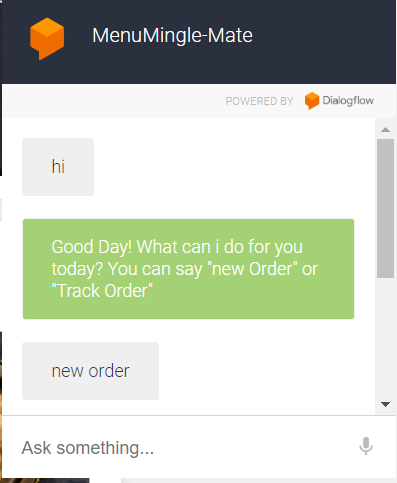 MenuMingle-Mate
POWERED BY Dialogflow
hi
Good Day! What can i do for you
today? You can say "new Order" or
"Track Order"
new order
Ask something...